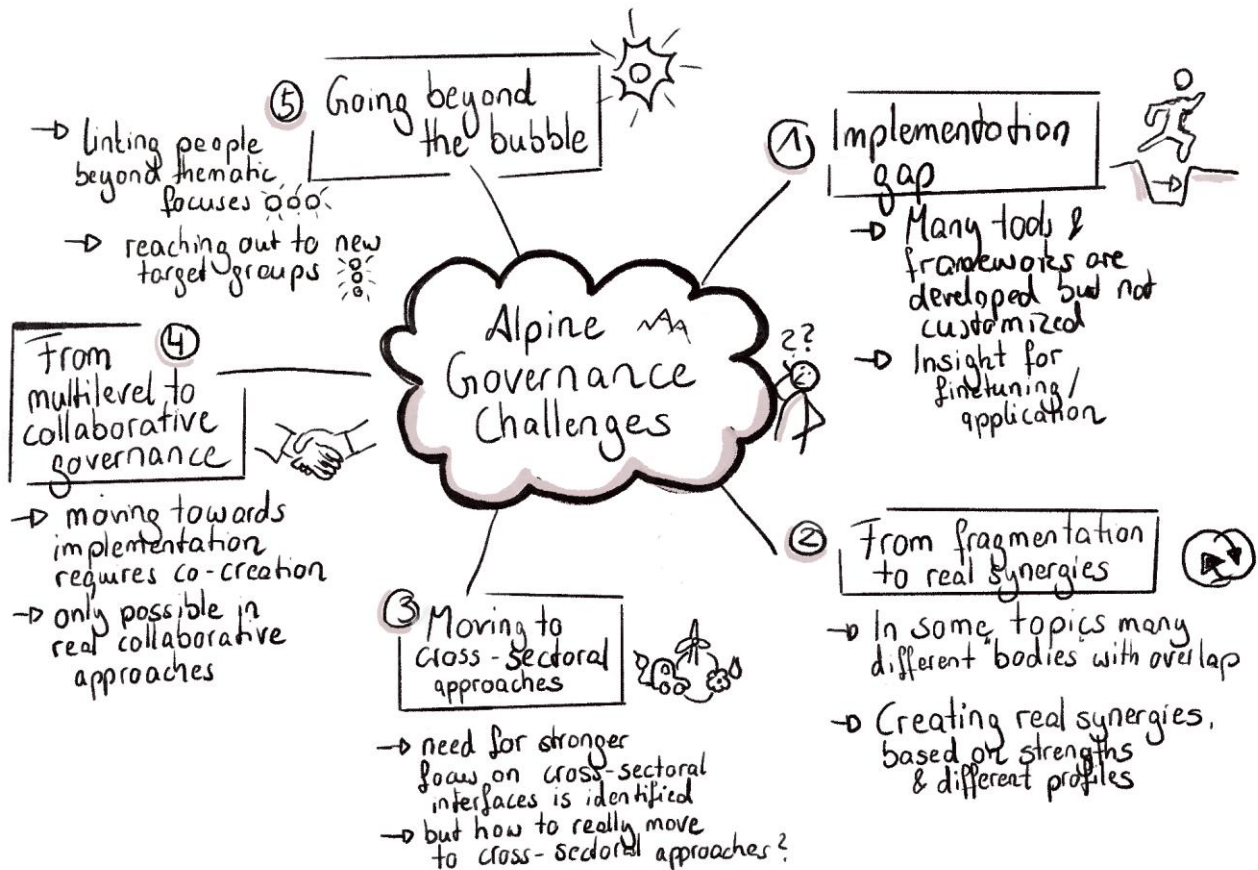 Alpine
Governance
Challenges
??
① Implementation
gap
→ Many tools &
frameworks are
developed but not
customized
→ Insight for
finetuning/
application
② From fragmentation
to real synergies
→ In some topics many
different "bodies" with overlap
→ Creating real synergies,
based on strengths
& different profiles
③ Moving to
cross-sectoral
approaches
→ need for stronger
focus on cross-sectoral
interfaces is identified
→ but how to really move
to cross-sectoral approaches?
④ From
multilevel to
collaborative
governance
→ moving towards
implementation
requires co-creation
→ only possible in
real collaborative
approaches
⑤ Going beyond
the bubble
→ linking people
beyond thematic
focuses
→ reaching out to new
target groups